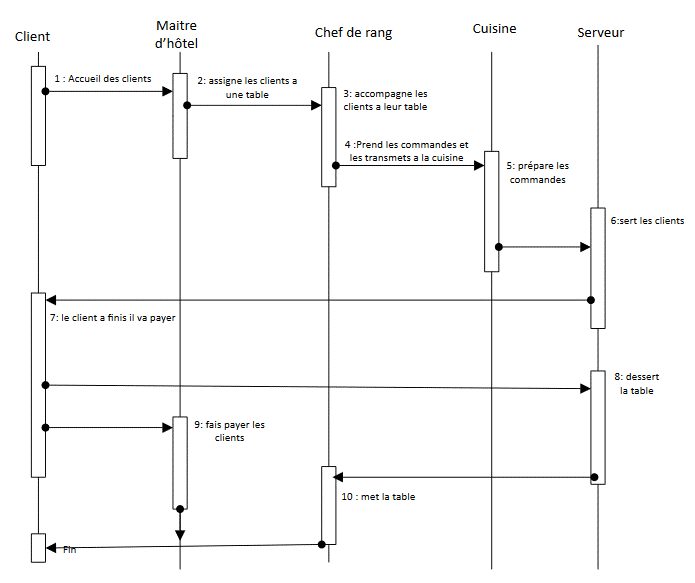 Client
Maitre
d'hôtel
Chef de rang
Cuisine
Serveur
1 : Accueil des clients
2: assigne les clients a
une table
3: accompagne les
clients a leur table
4 :Prend les commandes et
les transmets a la cuisine
5: prépare les
commandes
6:sert les clients
7: le client a finis il va payer
8: dessert
la table
9: fais payer les
clients
10 : met la table
Fin